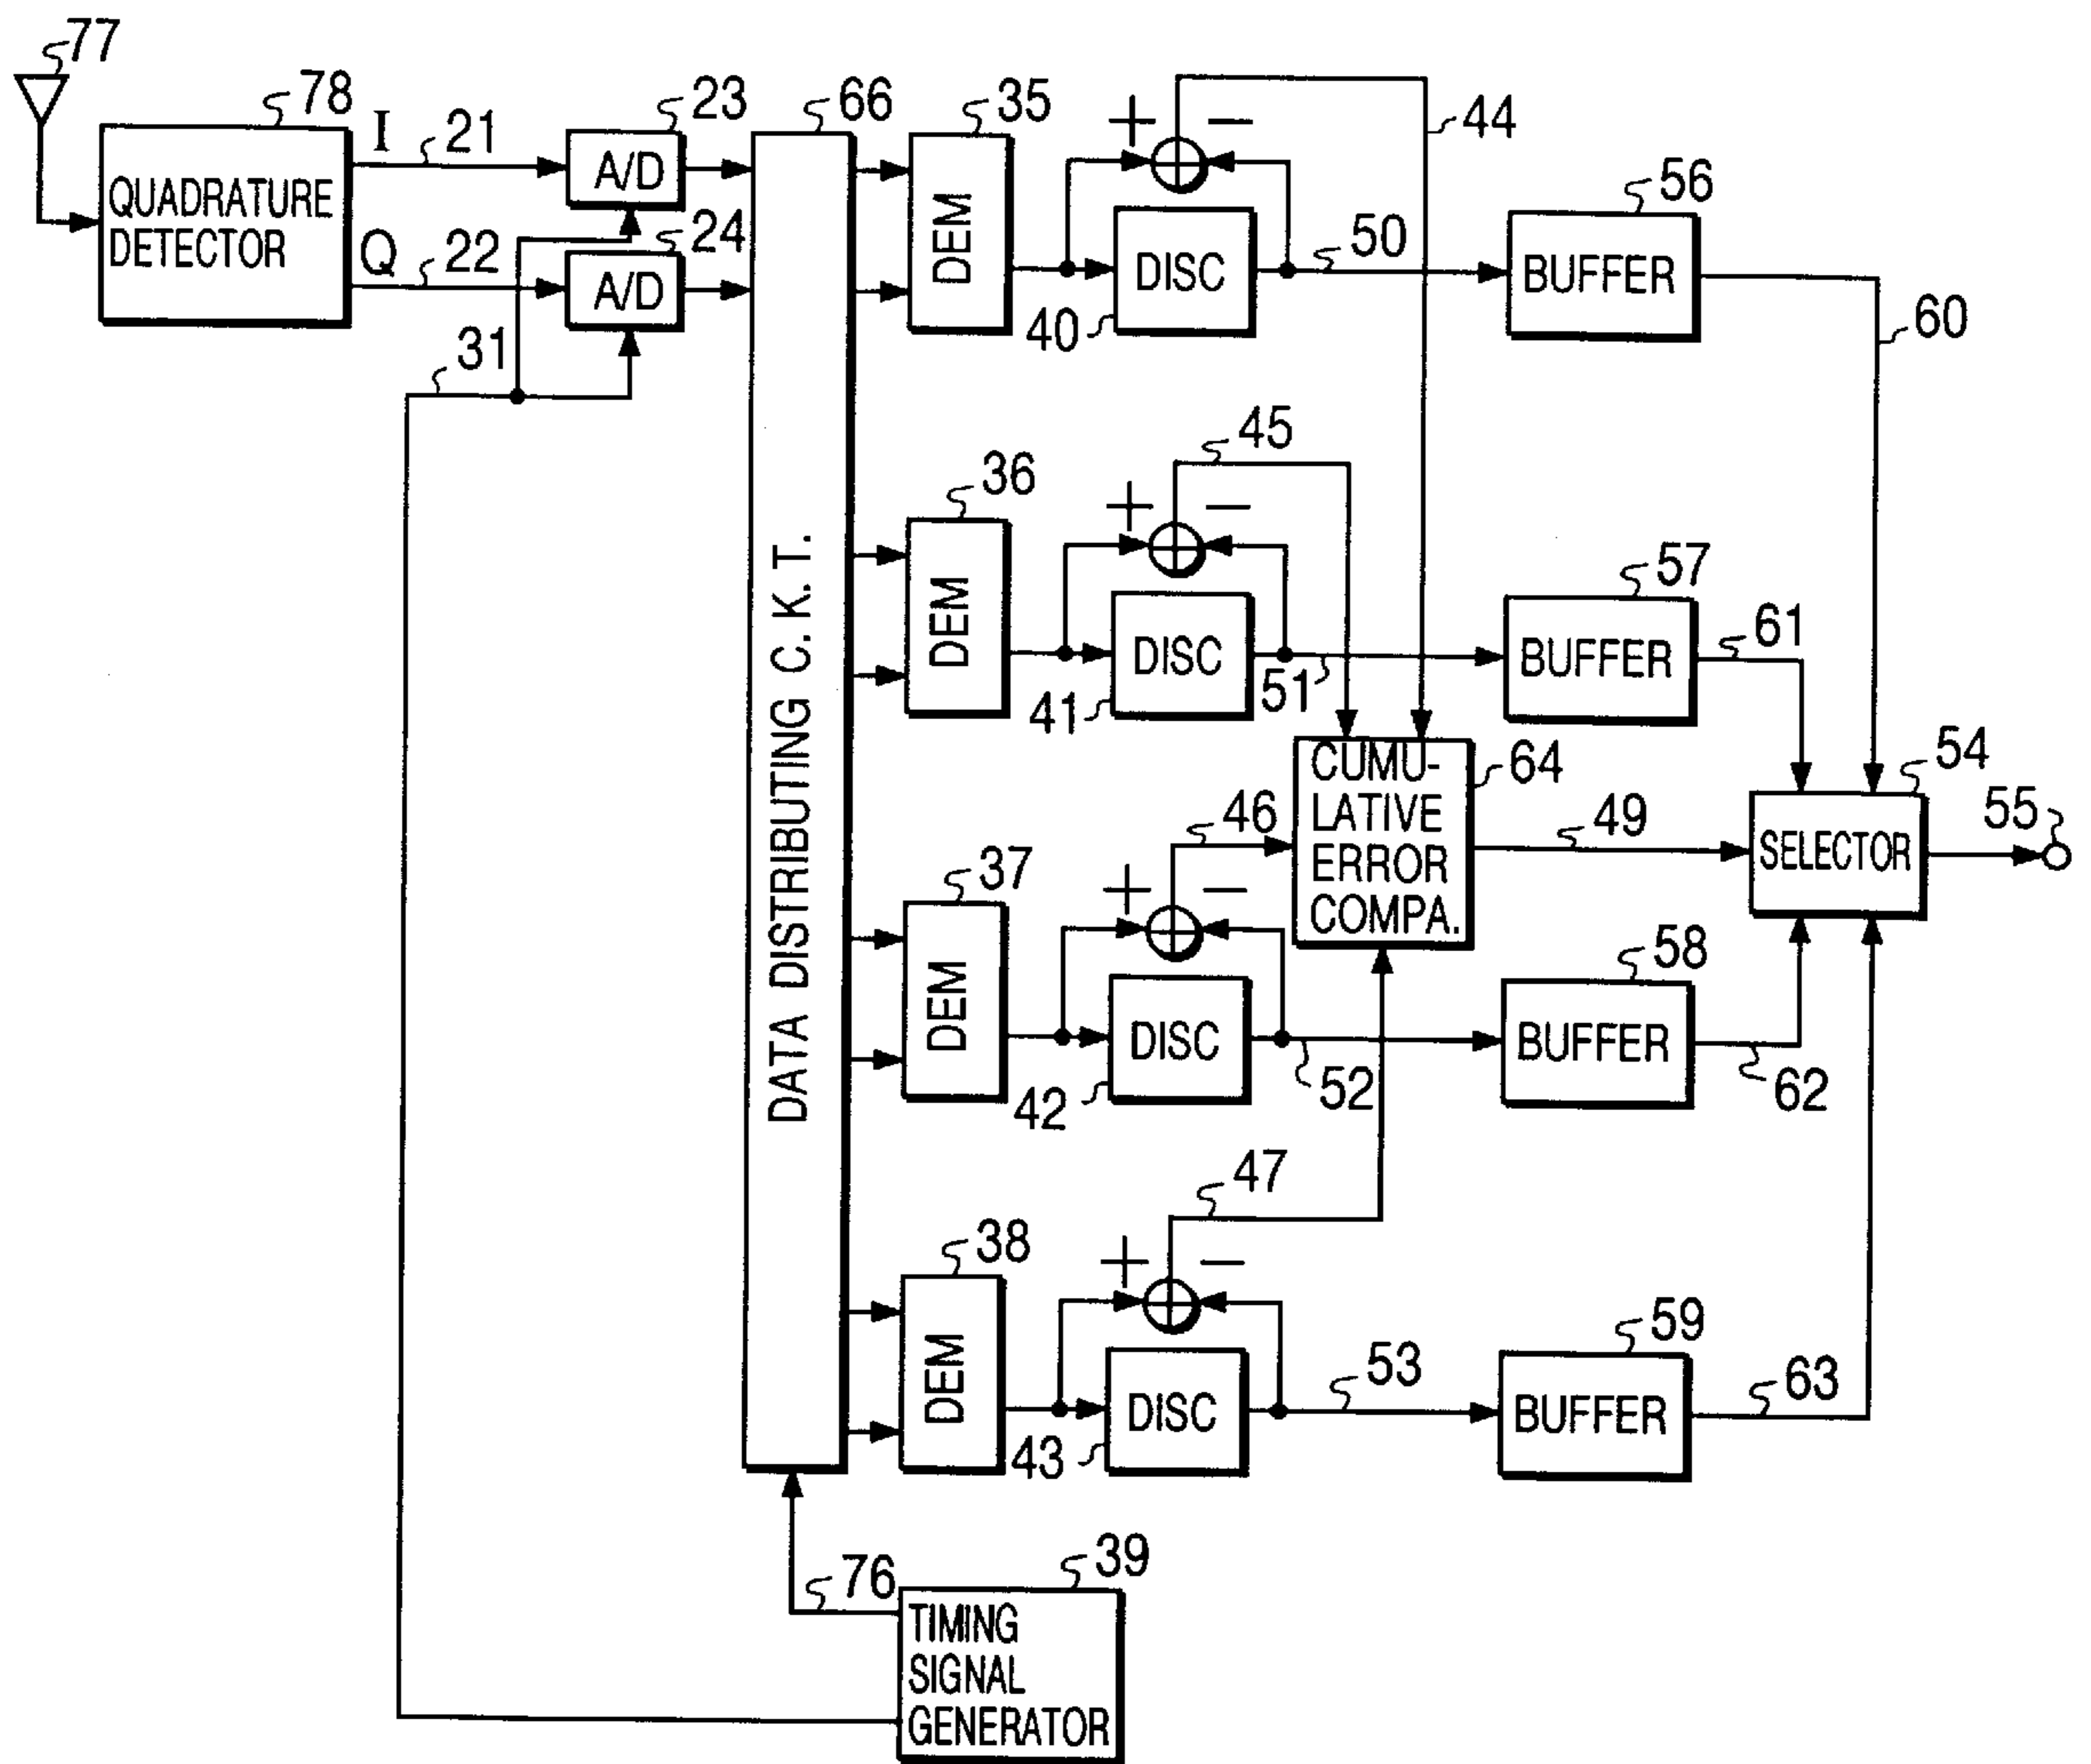 77
78
I
21
23
66
35
+
−
44
QUADRATURE
DETECTOR
A/D
DEM
56
Q
22
24
A/D
DISC
50
BUFFER
31
40
60
45
36
+
−
57
DATA DISTRIBUTING C. K. T.
DEM
DISC
BUFFER
61
41
51
54
CUMU-
LATIVE
ERROR
COMPA.
64
46
49
55
SELECTOR
37
+
−
58
DEM
DISC
BUFFER
42
52
62
47
38
+
−
59
DEM
DISC
53
BUFFER
63
43
76
39
TIMING
SIGNAL
GENERATOR